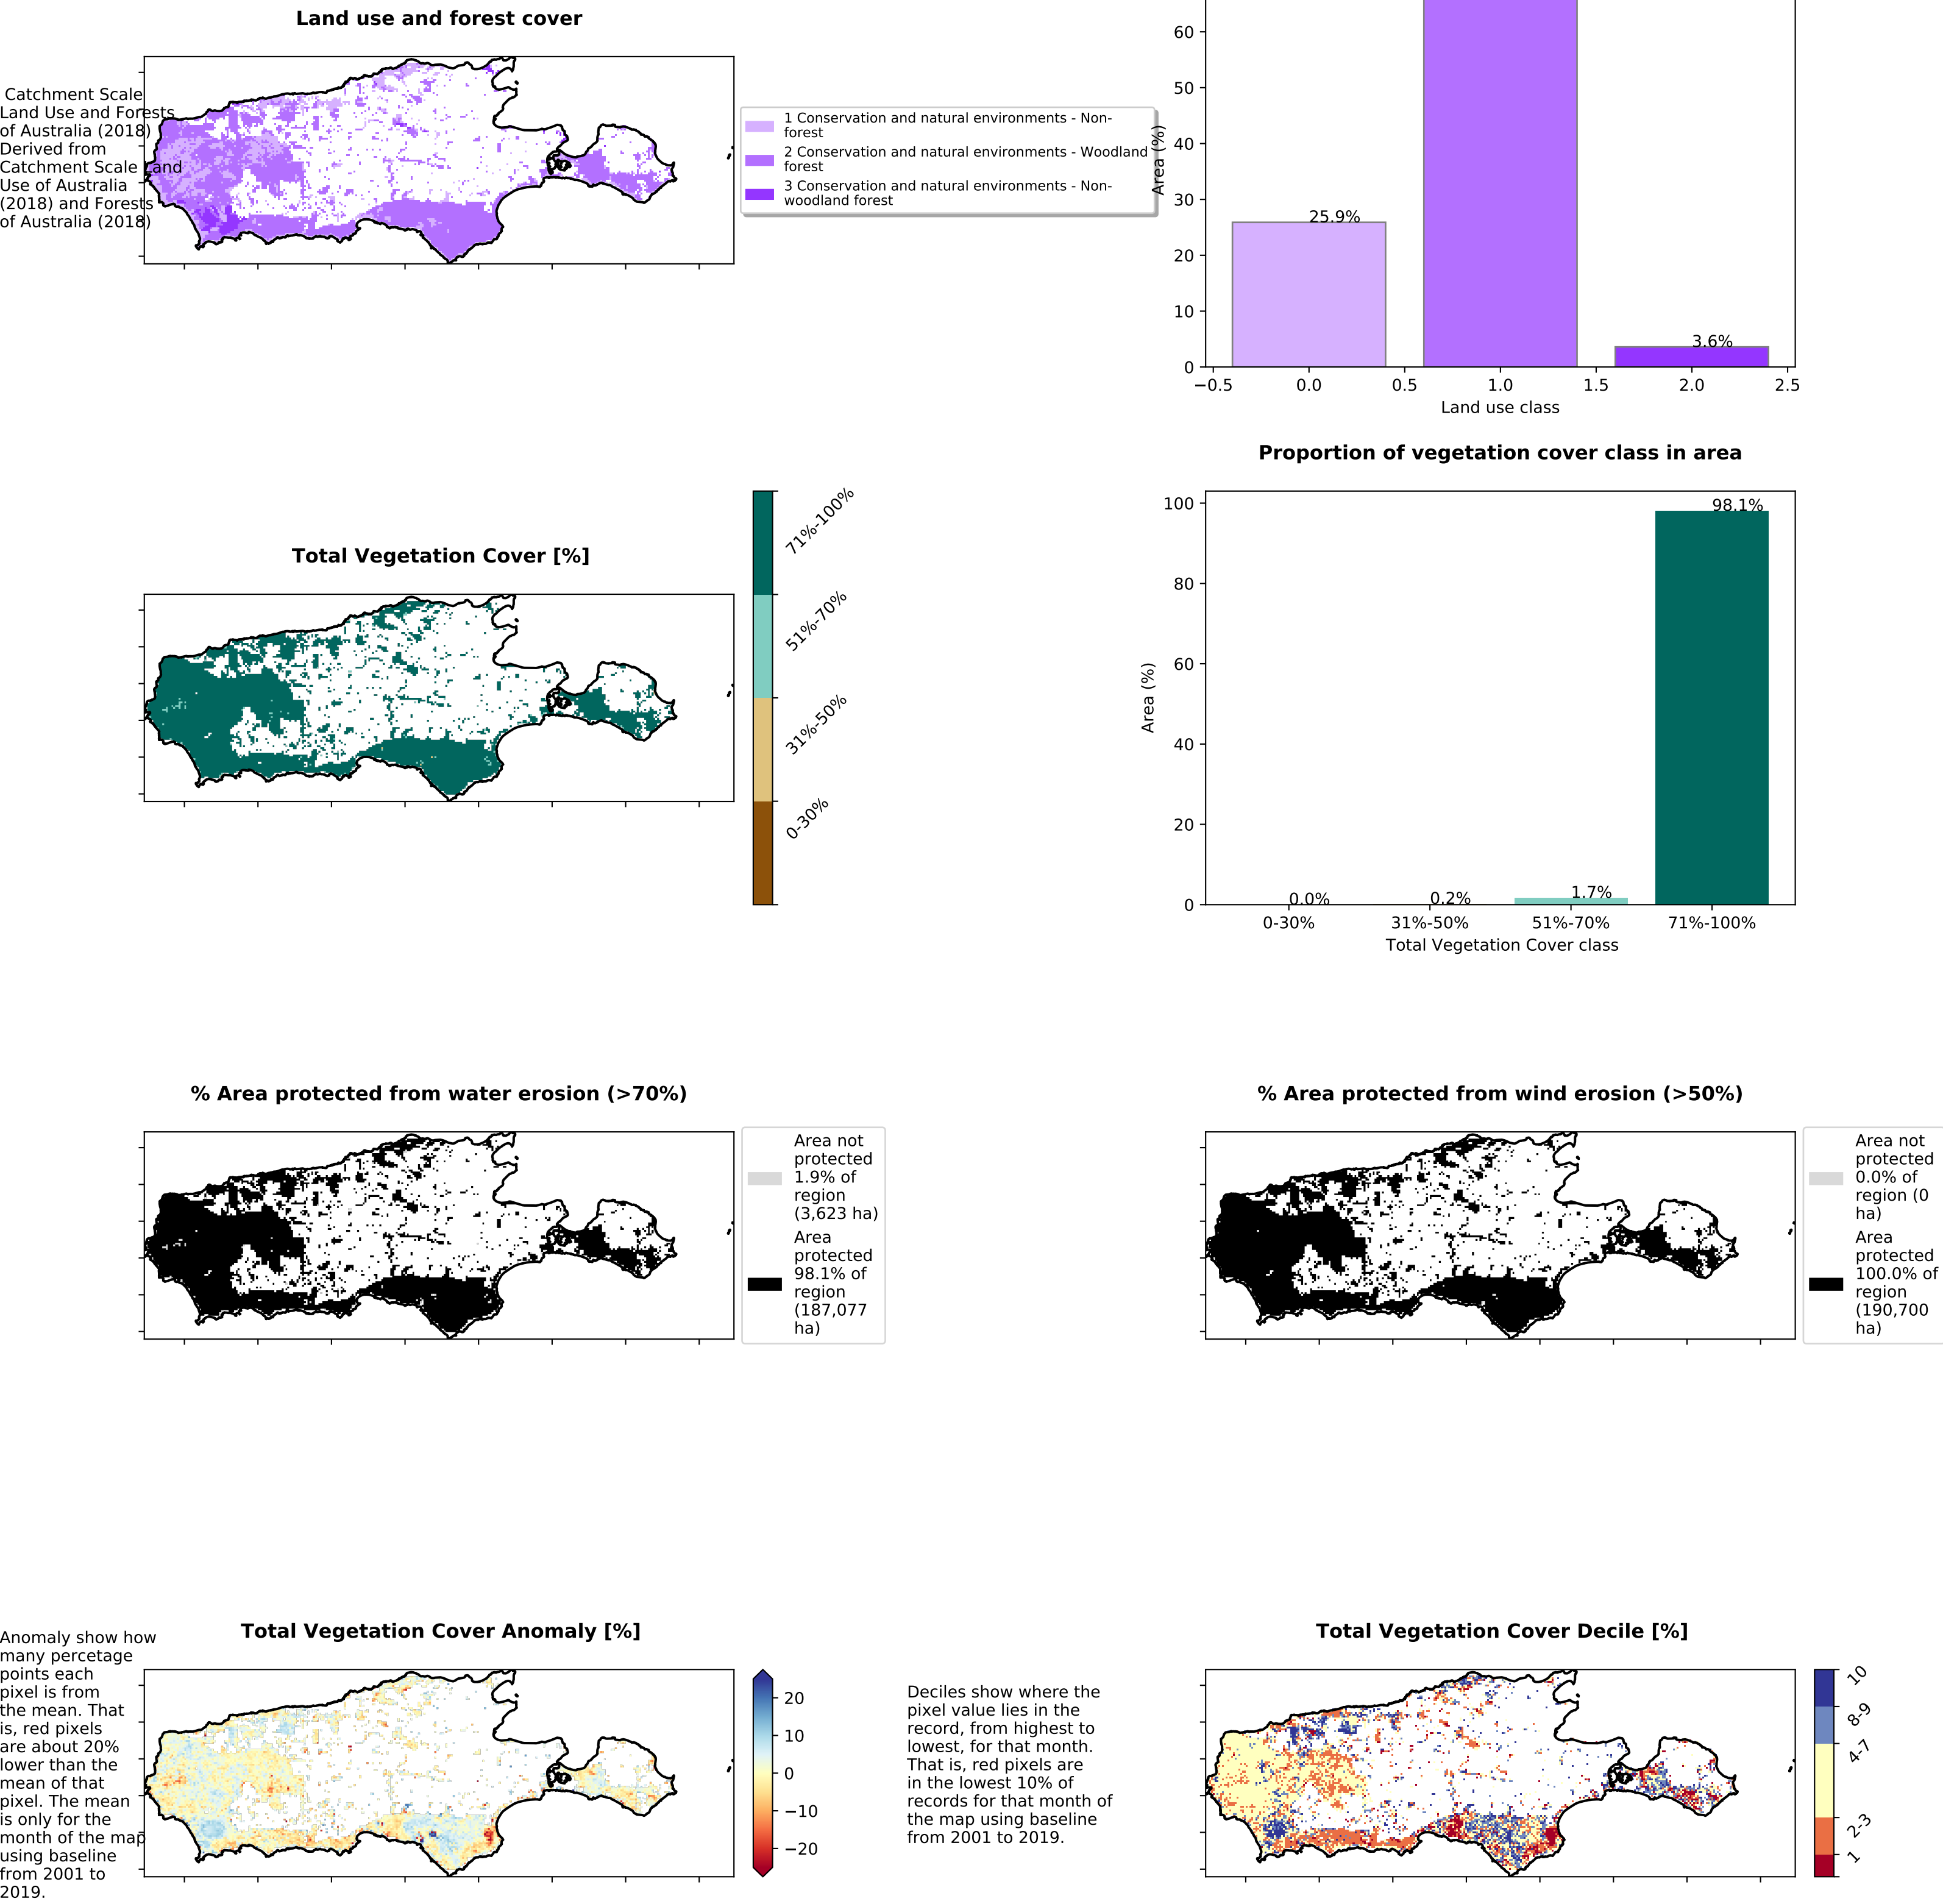 Land use and forest cover
Catchment Scale
Land Use and Forests
of Australia (2018)
Derived from
Catchment Scale Land
Use of Australia
(2018) and Forests
of Australia (2018)
1 Conservation and natural environments - Non-
forest
2 Conservation and natural environments - Woodland
forest
3 Conservation and natural environments - Non-
woodland forest
Area (%)
60
50
40
30
20
10
0
25.9%
3.6%
−0.5
0.0
0.5
1.0
1.5
2.0
2.5
Land use class
Total Vegetation Cover [%]
71%-100%
51%-70%
31%-50%
0-30%
Proportion of vegetation cover class in area
Area (%)
100
80
60
40
20
0
0.0%
0.2%
1.7%
98.1%
0-30%
31%-50%
51%-70%
71%-100%
Total Vegetation Cover class
% Area protected from water erosion (>70%)
Area not
protected
1.9% of
region
(3,623 ha)
Area
protected
98.1% of
region
(187,077
ha)
% Area protected from wind erosion (>50%)
Area not
protected
0.0% of
region (0
ha)
Area
protected
100.0% of
region
(190,700
ha)
Anomaly show how
many percetage
points each
pixel is from
the mean. That
is, red pixels
are about 20%
lower than the
mean of that
pixel. The mean
is only for the
month of the map
using baseline
from 2001 to
2019.
Total Vegetation Cover Anomaly [%]
20
10
0
−10
−20
Deciles show where the
pixel value lies in the
record, from highest to
lowest, for that month.
That is, red pixels are
in the lowest 10% of
records for that month of
the map using baseline
from 2001 to 2019.
Total Vegetation Cover Decile [%]
10
8-9
4-7
2-3
1